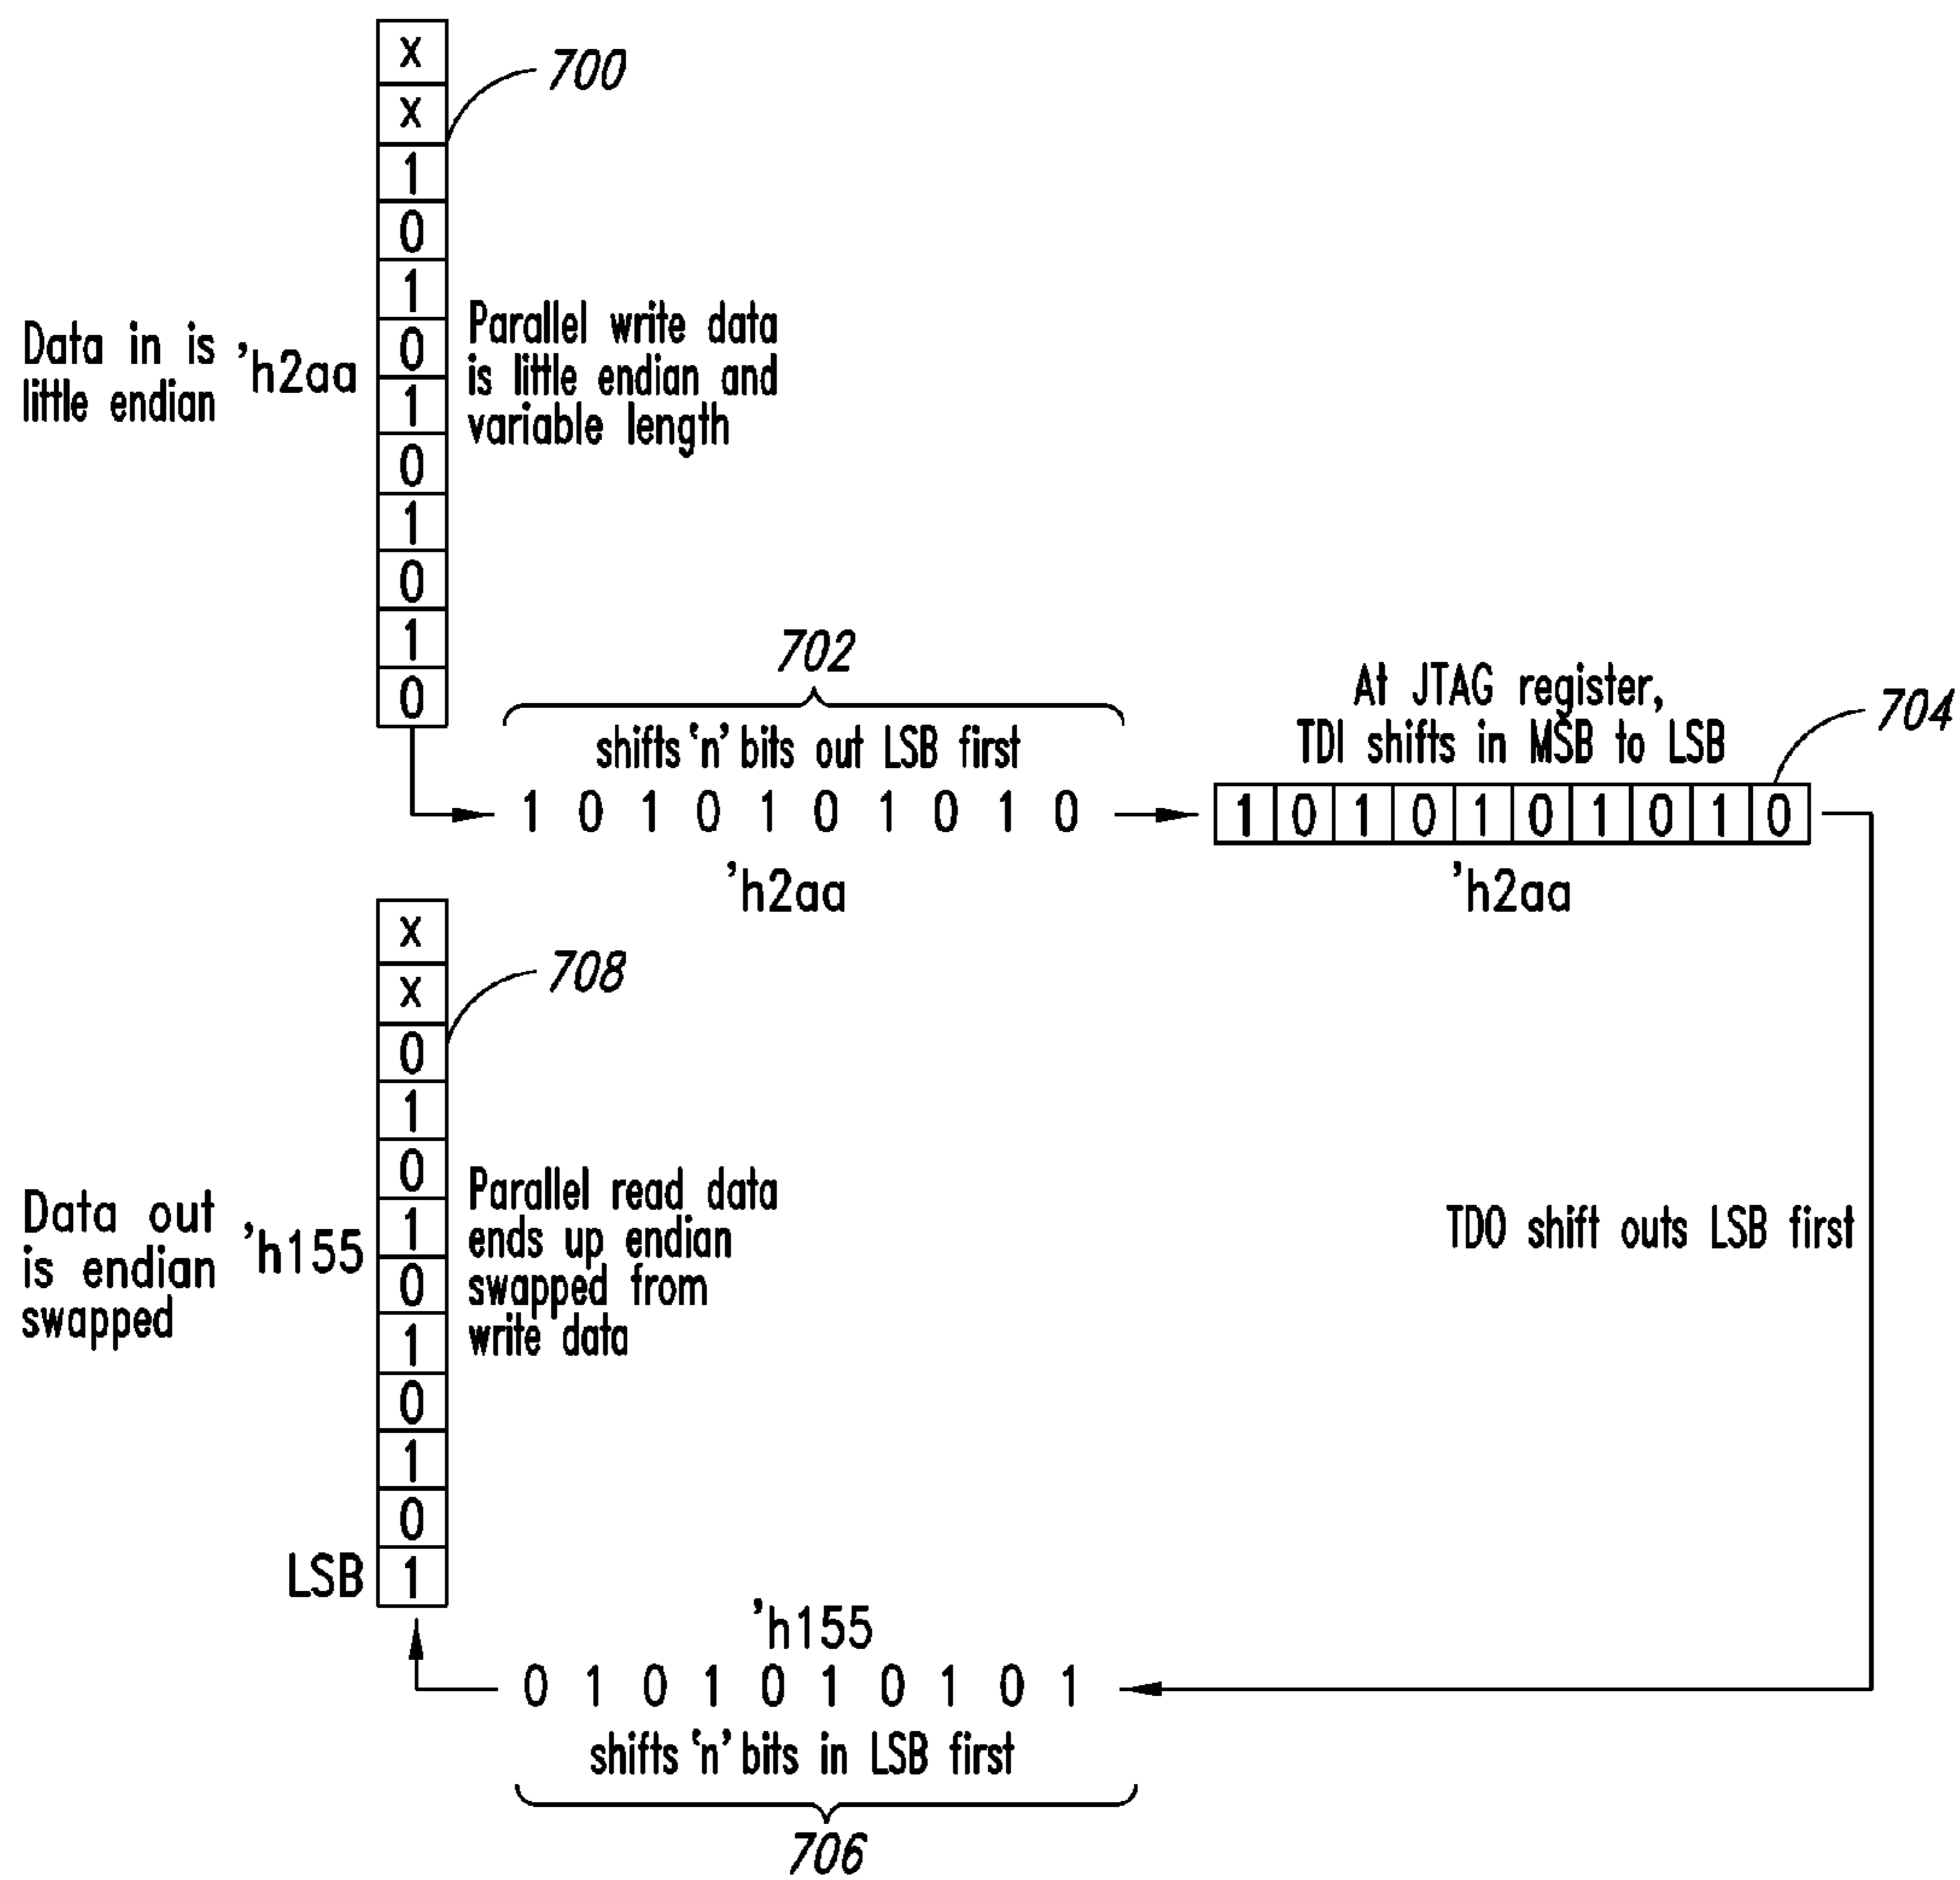 X
X
700
1
0
1
0
1
0
1
0
1
0
Data in is
little endian
'h2aa
Parallel write data
is little endian and
variable length
702
shifts 'n' bits out LSB first
1 0 1 0 1 0 1 0 1 0
'h2aa
At JTAG register,
TDI shifts in MSB to LSB
704
1 0 1 0 1 0 1 0 1 0
'h2aa
X
X
708
0
1
0
1
0
1
0
1
0
1
Data out
is endian
swapped
'h155
Parallel read data
ends up endian
swapped from
write data
TDO shift outs LSB first
LSB
'h155
0 1 0 1 0 1 0 1 0 1
shifts 'n' bits in LSB first
706